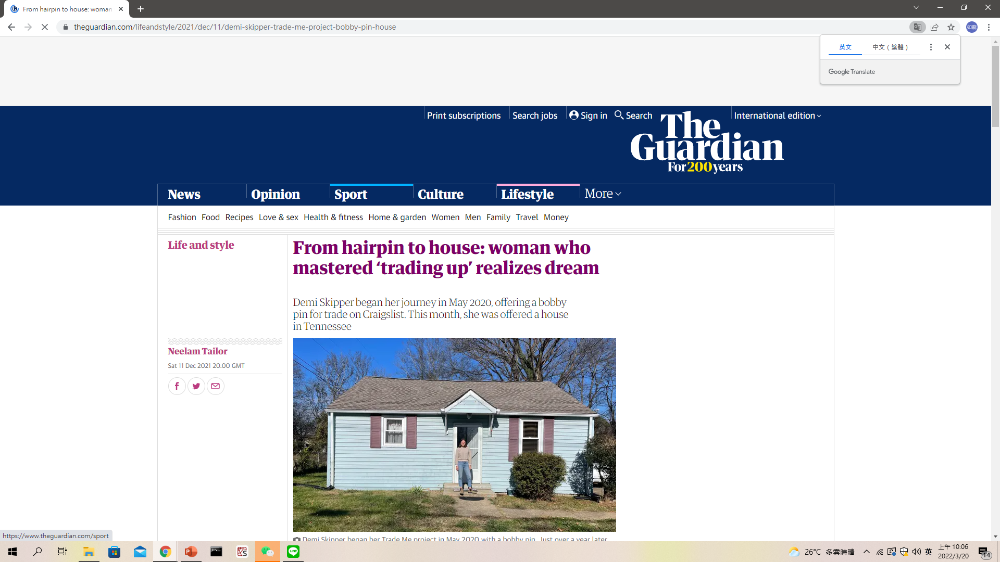 From hairpin to house: woman
theguardian.com/lifeandstyle/2021/dec/11/demi-skipper-trade-me-project-bobby-pin-house
如龍
英文
中文（繁體）
Google Translate
Print subscriptions
Search jobs
Sign in
Search
International edition
The
Guardian
For 200 years
News
Opinion
Sport
Culture
Lifestyle
More
Fashion
Food
Recipes
Love & sex
Health & fitness
Home & garden
Women
Men
Family
Travel
Money
Life and style
From hairpin to house: woman who
mastered ‘trading up’ realizes dream
Demi Skipper began her journey in May 2020, offering a bobby
pin for trade on Craigslist. This month, she was offered a house
in Tennessee
Neelam Tailor
Sat 11 Dec 2021 20.00 GMT
Demi Skipper began her Trade Me project in May 2020 with a bobby pin. Just over a year later
https://www.theguardian.com/sport
LINE
26°C 多雲時晴
英
上午 10:06
2022/3/20
14